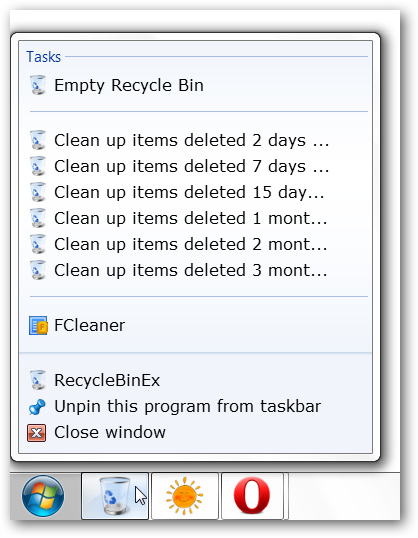 Tasks
Empty Recycle Bin
Clean up items deleted 2 days ...
Clean up items deleted 7 days ...
Clean up items deleted 15 day...
Clean up items deleted 1 mont...
Clean up items deleted 2 mont...
Clean up items deleted 3 mont...
FCleaner
RecycleBinEx
Unpin this program from taskbar
Close window